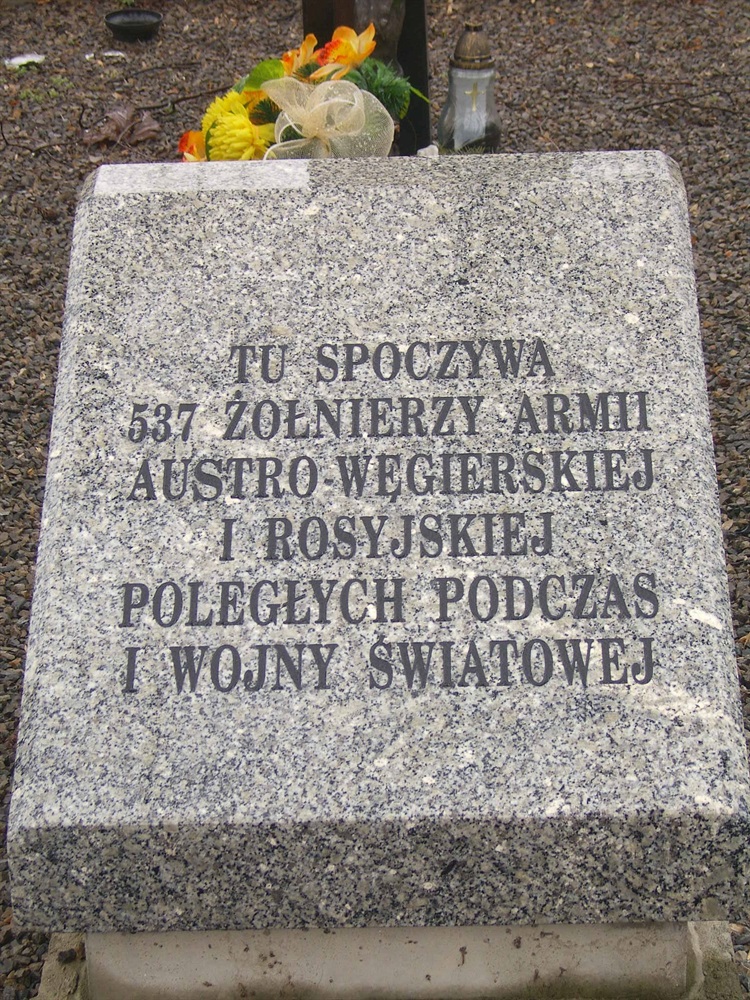 TU SPOCZYWA
537 ŻOŁNIERZY ARMII
AUSTRO-WĘGIERSKIEJ
I ROSYJSKIEJ
POLEGŁYCH PODCZAS
I WOJNY ŚWIATOWEJ